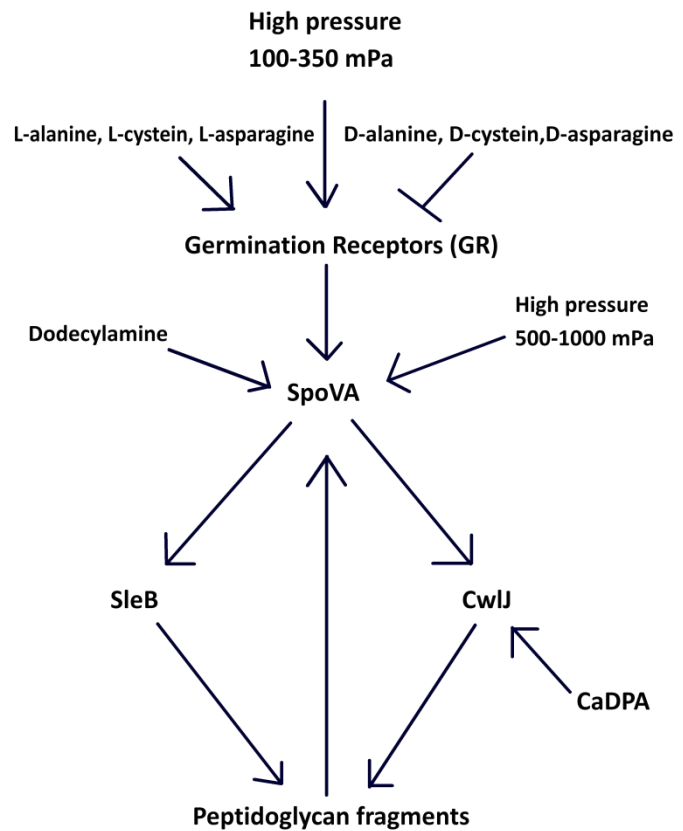 High pressure
100-350 mPa
L-alanine, L-cystein, L-asparagine
D-alanine, D-cystein,D-asparagine
Germination Receptors (GR)
Dodecylamine
High pressure
500-1000 mPa
SpoVA
SleB
CwlJ
CaDPA
Peptidoglycan fragments